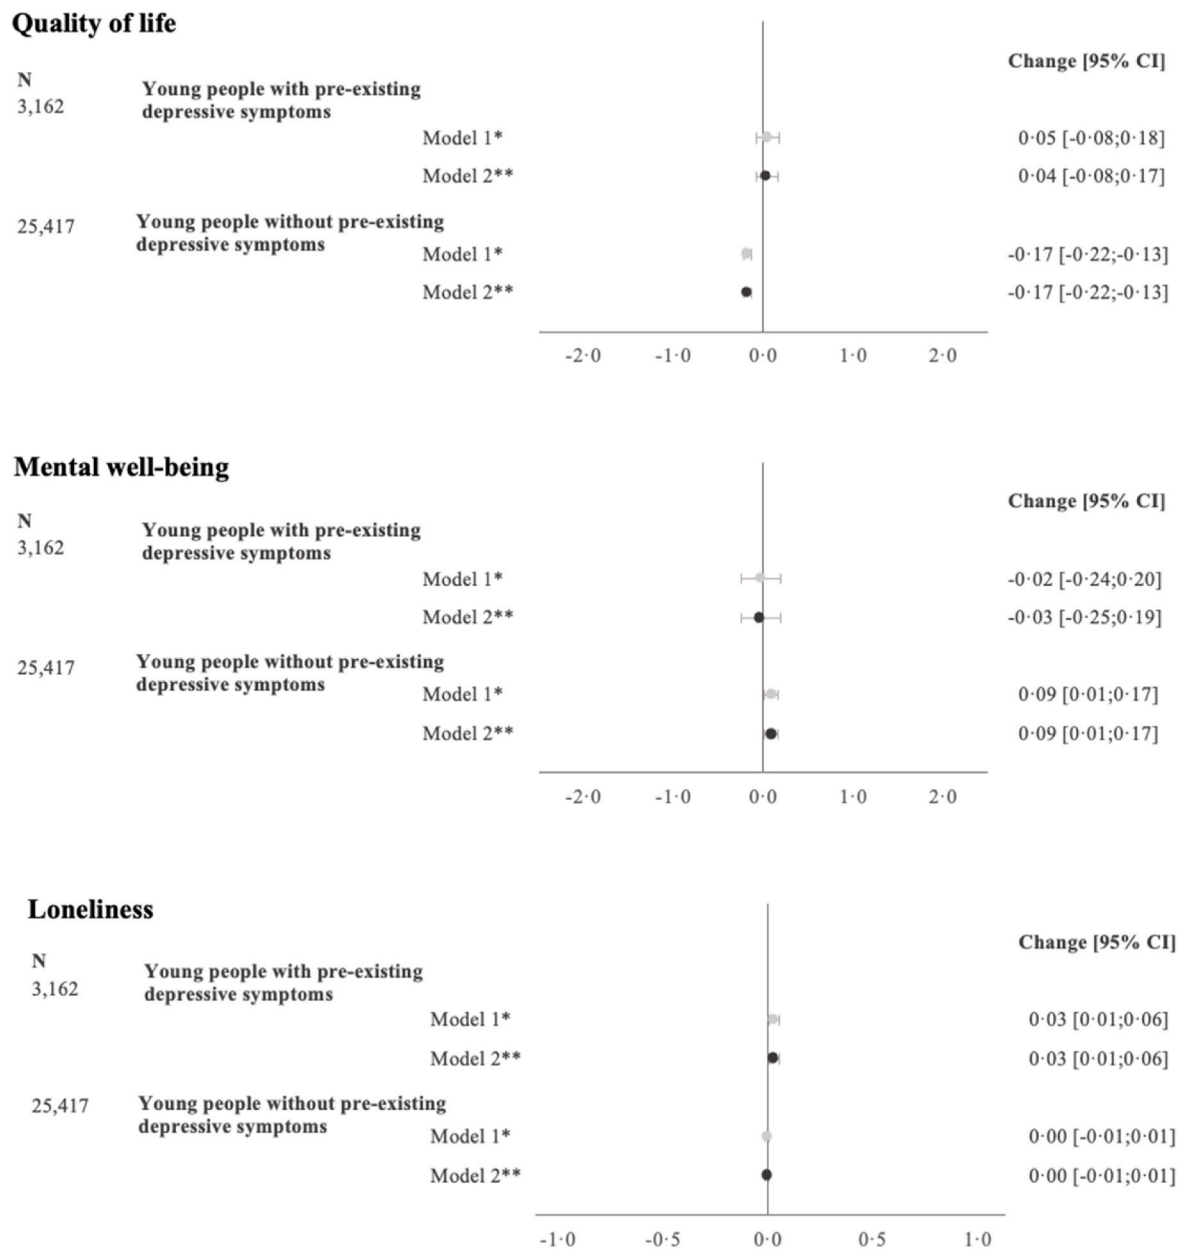 Quality of life
Change [95% CI]
N
3,162
Young people with pre-existing
depressive symptoms
Model 1* 0·05 [-0·08;0·18]
Model 2** 0·04 [-0·08;0·17]
25,417
Young people without pre-existing
depressive symptoms
Model 1* -0·17 [-0·22;-0·13]
Model 2** -0·17 [-0·22;-0·13]
-2·0 -1·0 0·0 1·0 2·0
Mental well-being
Change [95% CI]
N
3,162
Young people with pre-existing
depressive symptoms
Model 1* -0·02 [-0·24;0·20]
Model 2** -0·03 [-0·25;0·19]
25,417
Young people without pre-existing
depressive symptoms
Model 1* 0·09 [0·01;0·17]
Model 2** 0·09 [0·01;0·17]
-2·0 -1·0 0·0 1·0 2·0
Loneliness
Change [95% CI]
N
3,162
Young people with pre-existing
depressive symptoms
Model 1* 0·03 [0·01;0·06]
Model 2** 0·03 [0·01;0·06]
25,417
Young people without pre-existing
depressive symptoms
Model 1* 0·00 [-0·01;0·01]
Model 2** 0·00 [-0·01;0·01]
-1·0 -0·5 0·0 0·5 1·0